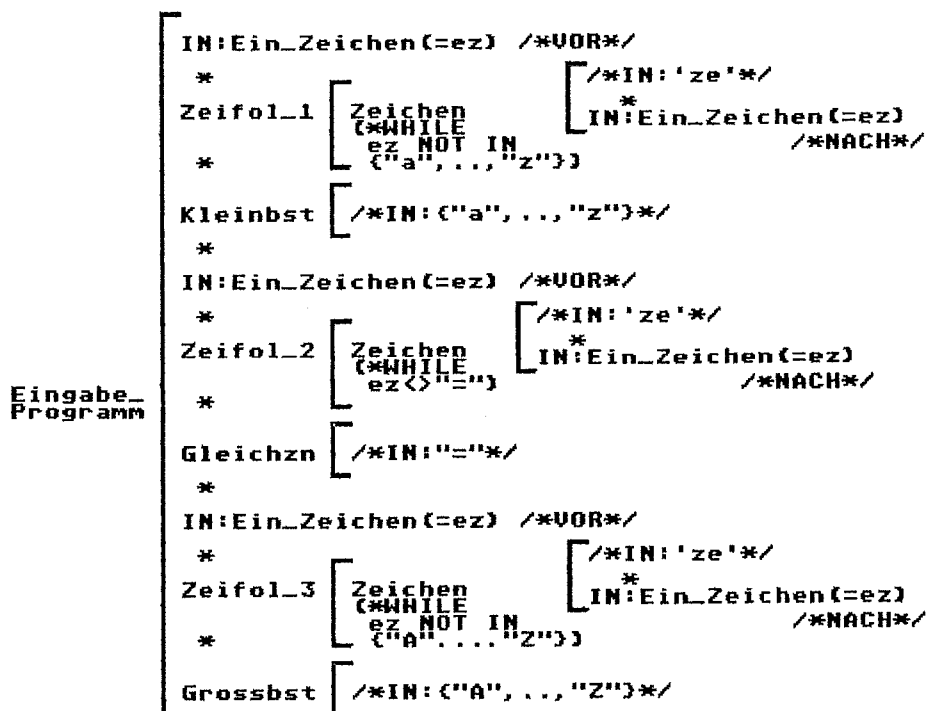 IN:Ein_Zeichen(=ez) /*VOR*/
*
/*IN:'ze'*/
*
Zeifol_1 Zeichen IN:Ein_Zeichen(=ez)
(*WHILE
ez NOT IN /*NACH*/
* {"a",..,"z"})
Kleinbst /*IN:{"a",..,"z"}*/
*
IN:Ein_Zeichen(=ez) /*VOR*/
*
/*IN:'ze'*/
*
Zeifol_2 Zeichen IN:Ein_Zeichen(=ez)
(*WHILE
ez<>"=") /*NACH*/
Eingabe_
Programm
*
Gleichzn /*IN:"="*/
*
IN:Ein_Zeichen(=ez) /*VOR*/
*
/*IN:'ze'*/
*
Zeifol_3 Zeichen IN:Ein_Zeichen(=ez)
(*WHILE
ez NOT IN /*NACH*/
* {"A"...."Z"})
Grossbst /*IN:{"A",..,"Z"}*/